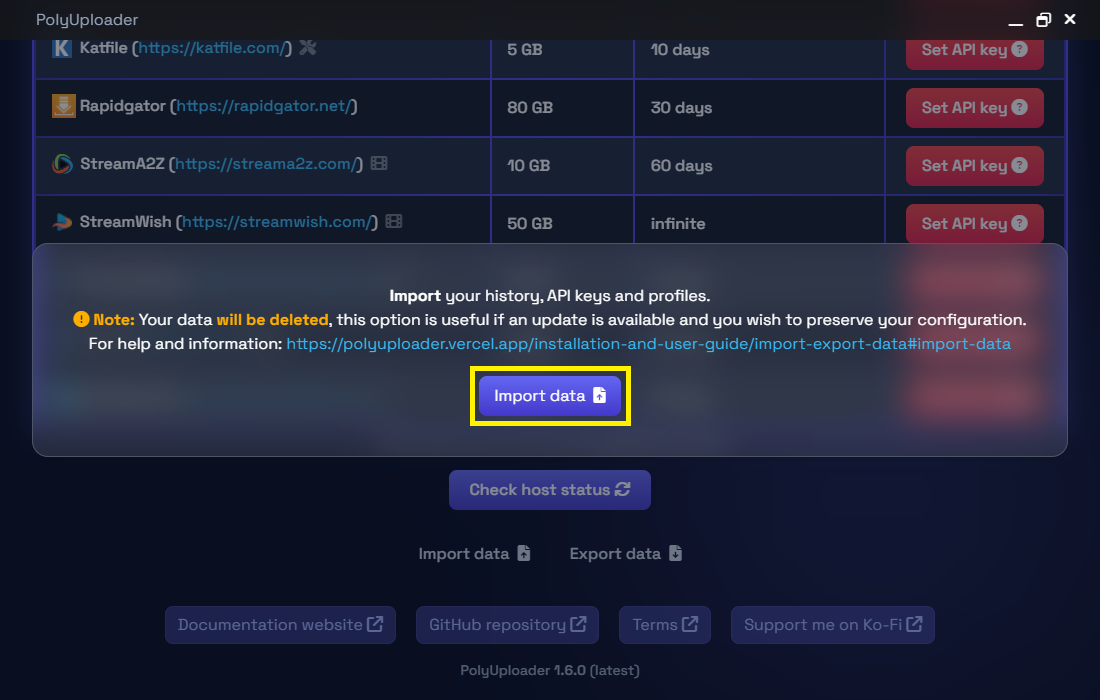 PolyUploader
Katfile (https://katfile.com/) 5 GB 10 days Set API key ?
Rapidgator (https://rapidgator.net/) 80 GB 30 days Set API key ?
StreamA2Z (https://streama2z.com/) 10 GB 60 days Set API key ?
StreamWish (https://streamwish.com/) 50 GB infinite Set API key ?
Import your history, API keys and profiles.
! Note: Your data will be deleted, this option is useful if an update is available and you wish to preserve your configuration.
For help and information: https://polyuploader.vercel.app/installation-and-user-guide/import-export-data#import-data
Import data
Check host status
Import data Export data
Documentation website GitHub repository Terms Support me on Ko-Fi
PolyUploader 1.6.0 (latest)